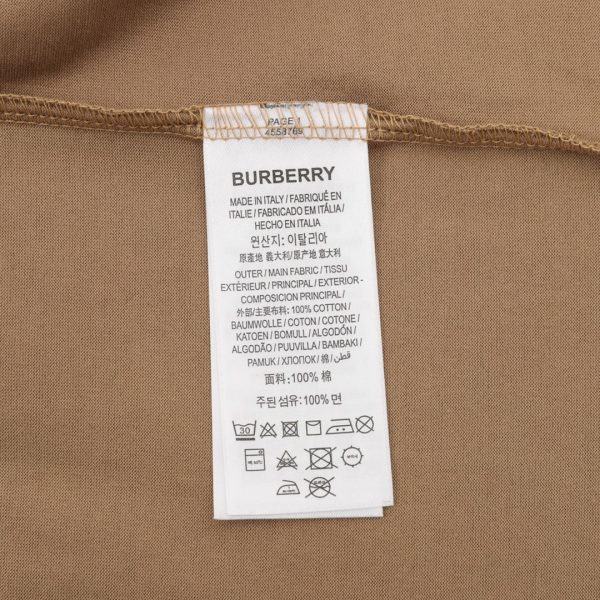 PAGE 1
4558769
BURBERRY
MADE IN ITALY / FABRIQUÉ EN
ITALIE / FABRICADO EM ITÁLIA /
HECHO EN ITALIA
원산지: 이탈리아
原產地 義大利/原产地 意大利
OUTER / MAIN FABRIC / TISSU
EXTÉRIEUR / PRINCIPAL / EXTERIOR -
COMPOSICION PRINCIPAL /
外部/主要布料: 100% COTTON /
BAUMWOLLE / COTON / COTONE /
KATOEN / BOMULL / ALGODÓN /
ALGODÃO / PUUVILLA / BAMBAKI /
PAMUK / ХЛОПОК / 棉 / قطن
面料:100% 棉
주된 섬유:100% 면
30